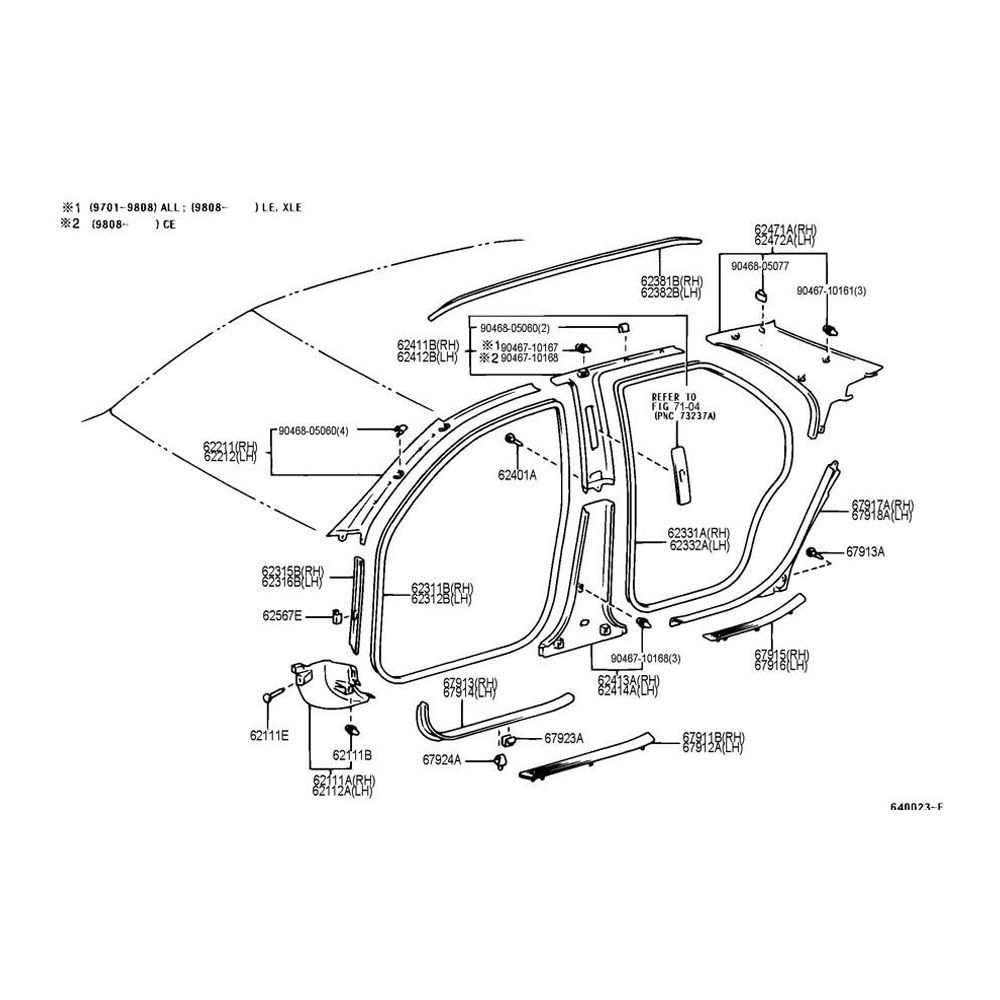 ※1 (9701-9808) ALL; (9808- ) LE, XLE
※2 (9808- ) CE
62471A(RH)
62472A(LH)
90468-05077
90467-10161(3)
62381B(RH)
62382B(LH)
90468-05060(2)
62411B(RH)
62412B(LH)
※1 90467-10167
※2 90467-10168
REFER TO
FIG 71-04
(PNC 73237A)
90468-05060(4)
62211(RH)
62212(LH)
62401A
67917A(RH)
67918A(LH)
62331A(RH)
62332A(LH)
67913A
62315B(RH)
62316B(LH)
62311B(RH)
62312B(LH)
62567E
90467-10168(3)
67915(RH)
67916(LH)
62413A(RH)
62414A(LH)
67913(RH)
67914(LH)
62111E
62111B
67923A
67924A
67911B(RH)
67912A(LH)
62111A(RH)
62112A(LH)
640023-F